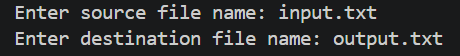 Enter source file name: input.txt
Enter destination file name: output.txt